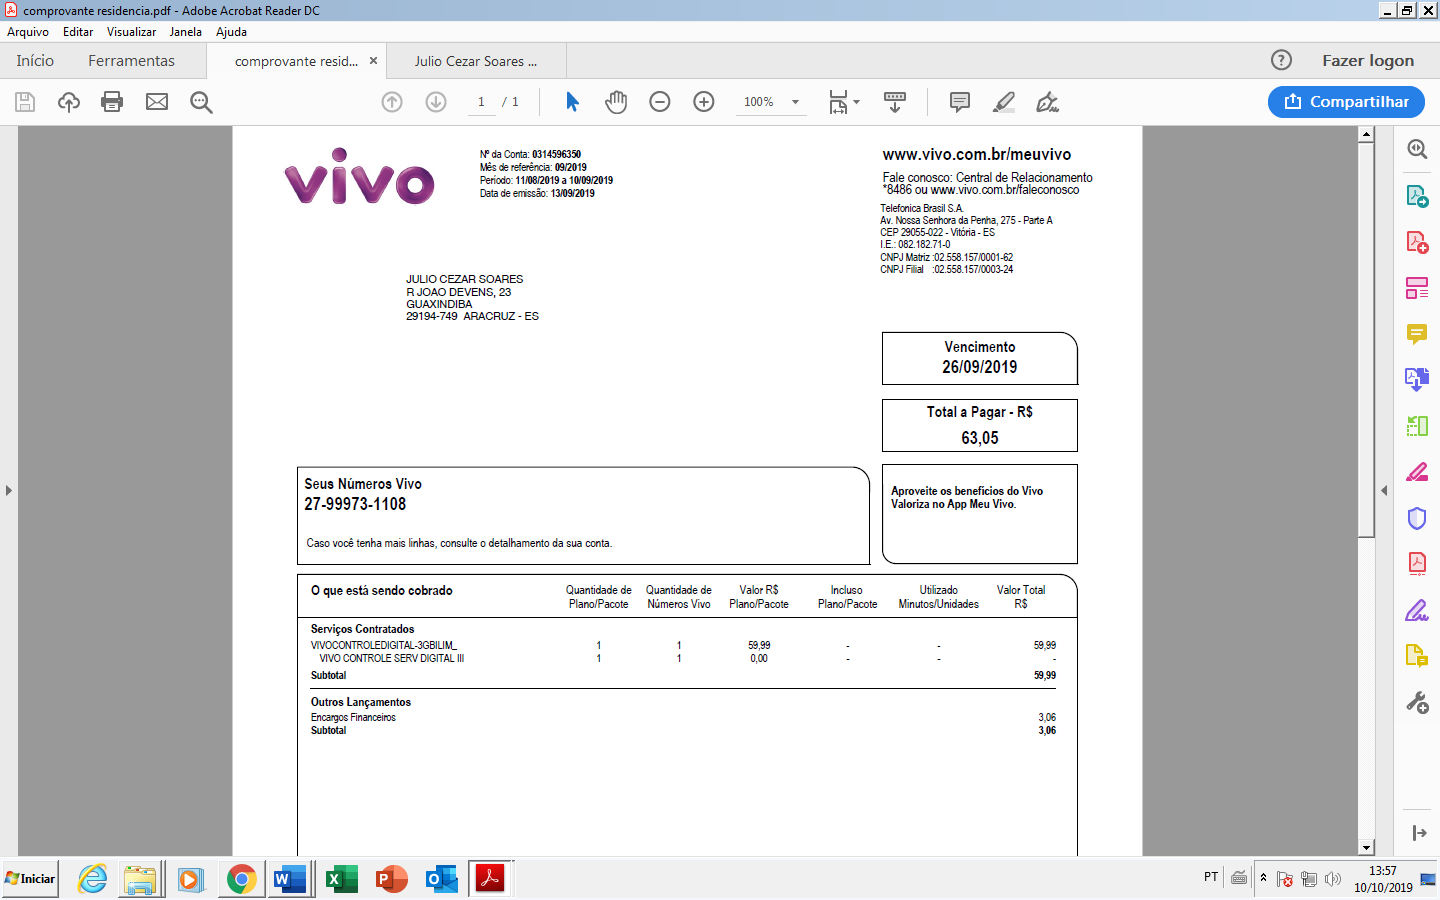 comprovante residencia.pdf - Adobe Acrobat Reader DC
Arquivo Editar Visualizar Janela Ajuda
Início Ferramentas comprovante resid... Julio Cezar Soares ... Fazer logon
1 / 1 100% Compartilhar
vivo
Nº da Conta: 0314596350
Mês de referência: 09/2019
Período: 11/08/2019 a 10/09/2019
Data de emissão: 13/09/2019
www.vivo.com.br/meuvivo
Fale conosco: Central de Relacionamento
*8486 ou www.vivo.com.br/faleconosco
Telefonica Brasil S.A.
Av. Nossa Senhora da Penha, 275 - Parte A
CEP 29055-022 - Vitória - ES
I.E.: 082.182.71-0
CNPJ Matriz :02.558.157/0001-62
CNPJ Filial :02.558.157/0003-24
JULIO CEZAR SOARES
R JOAO DEVENS, 23
GUAXINDIBA
29194-749 ARACRUZ - ES
Vencimento
26/09/2019
Total a Pagar - R$
63,05
Seus Números Vivo
27-99973-1108
Caso você tenha mais linhas, consulte o detalhamento da sua conta.
Aproveite os benefícios do Vivo
Valoriza no App Meu Vivo.
O que está sendo cobrado Quantidade de Quantidade de Valor R$ Incluso Utilizado Valor Total
Plano/Pacote Números Vivo Plano/Pacote Plano/Pacote Minutos/Unidades R$
Serviços Contratados
VIVOCONTROLEDIGITAL-3GBILIM_ 1 1 59,99 - - 59,99
VIVO CONTROLE SERV DIGITAL III 1 1 0,00 - - -
Subtotal 59,99
Outros Lançamentos
Encargos Financeiros 3,06
Subtotal 3,06
Iniciar PT 13:57
10/10/2019